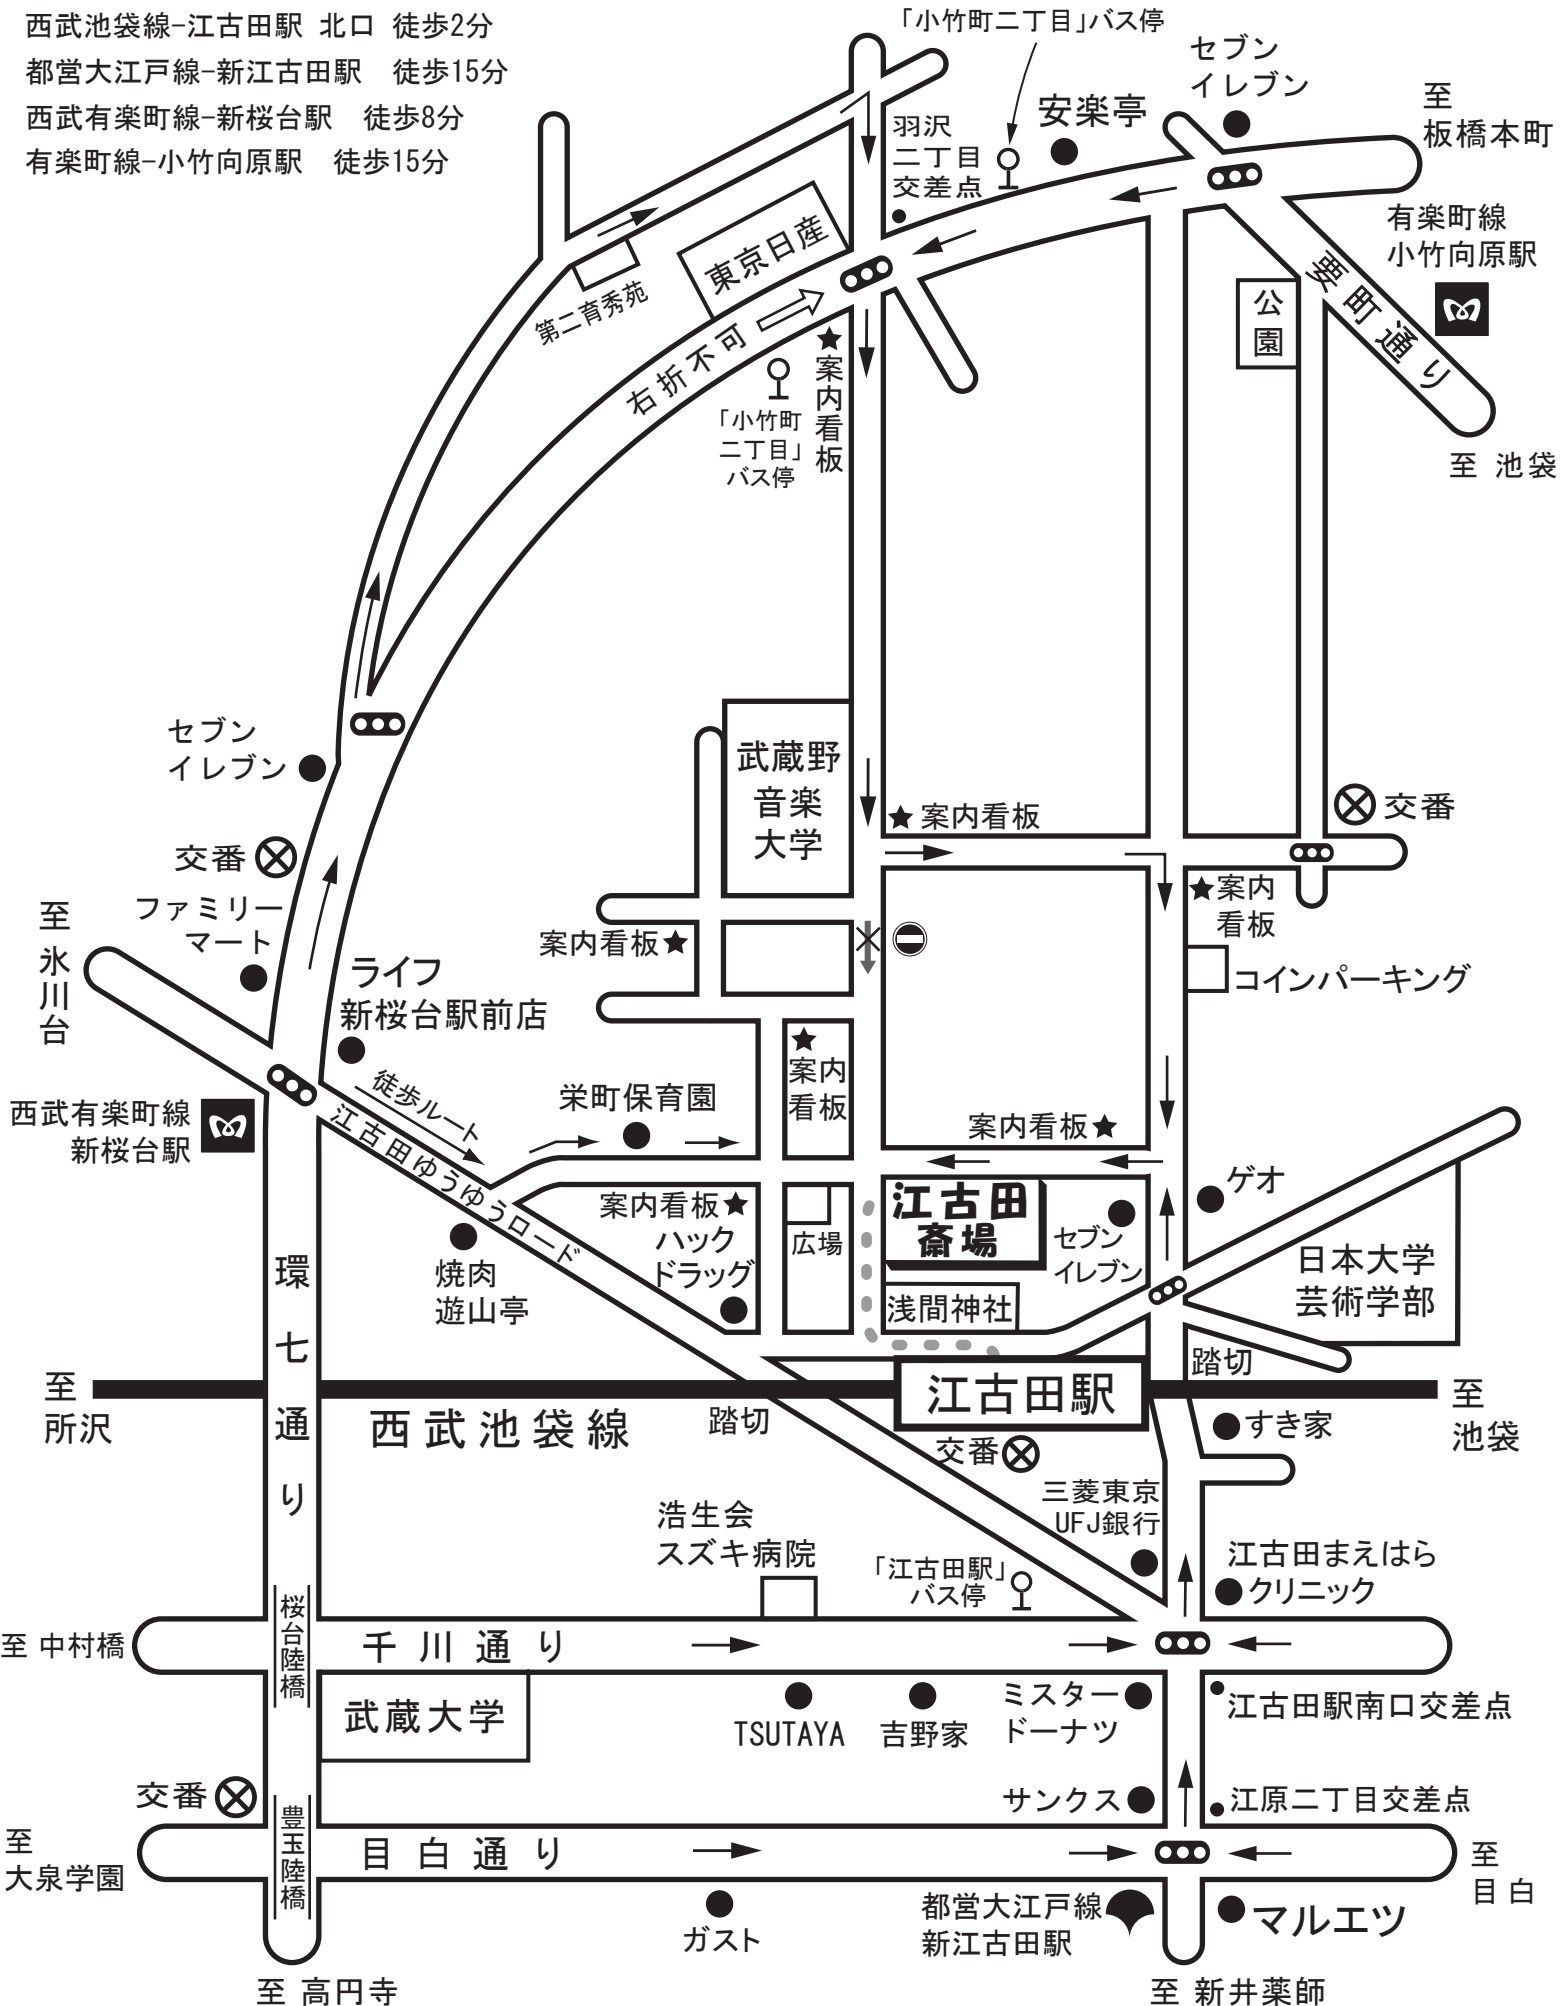 西武池袋線−江古田駅 北口 徒歩2分
都営大江戸線−新江古田駅 徒歩15分
西武有楽町線−新桜台駅 徒歩8分
有楽町線−小竹向原駅 徒歩15分
「小竹町二丁目」バス停
セブン
イレブン
至
板橋本町
安楽亭
羽沢
二丁目
交差点
有楽町線
小竹向原駅
東京日産
第二育秀苑
要町通り
公園
右折不可
案内看板
「小竹町
二丁目」
バス停
至 池袋
セブン
イレブン
武蔵野
音楽
大学
案内看板
交番
交番
ファミリー
マート
案内
看板
至
氷川台
案内看板
ライフ
新桜台駅前店
コインパーキング
西武有楽町線
新桜台駅
徒歩ルート
江古田ゆうゆうロード
栄町保育園
案内
看板
案内看板
ゲオ
案内看板
ハック
ドラッグ
広場
江古田
斎場
セブン
イレブン
浅間神社
日本大学
芸術学部
焼肉
遊山亭
環七通り
踏切
至
所沢
西武池袋線
踏切
江古田駅
至
池袋
すき家
交番
三菱東京
UFJ銀行
浩生会
スズキ病院
「江古田駅」
バス停
江古田まえはら
クリニック
桜台陸橋
至 中村橋
千川通り
武蔵大学
TSUTAYA
吉野家
ミスター
ドーナツ
江古田駅南口交差点
交番
サンクス
江原二丁目交差点
豊玉陸橋
至
大泉学園
目白通り
至
目白
ガスト
都営大江戸線
新江古田駅
マルエツ
至 高円寺
至 新井薬師